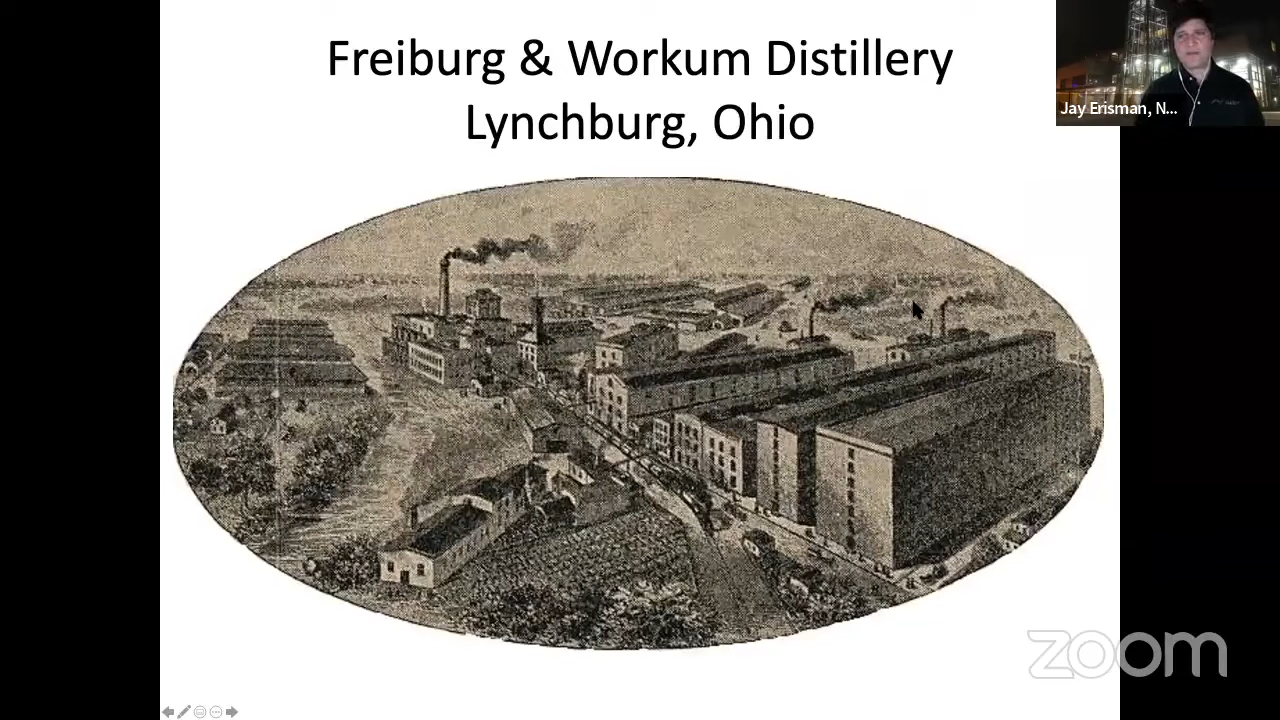 Freiburg & Workum Distillery
Lynchburg, Ohio
Jay Erisman, N...
zoom